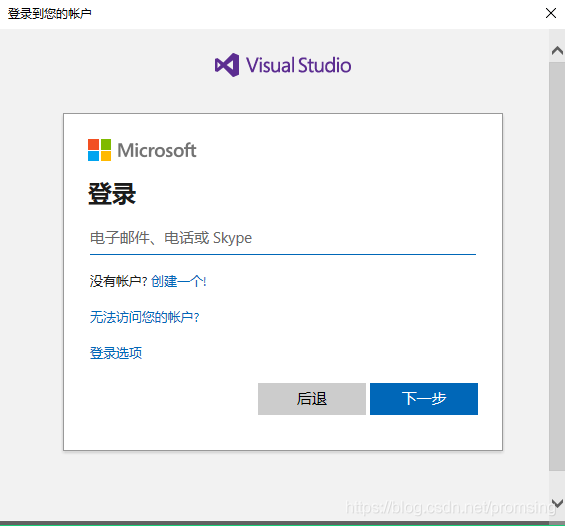 登录到您的帐户
Visual Studio
Microsoft
登录
电子邮件、电话或 Skype
没有帐户? 创建一个!
无法访问您的帐户?
登录选项
后退 下一步
https://blog.csdn.net/promsing